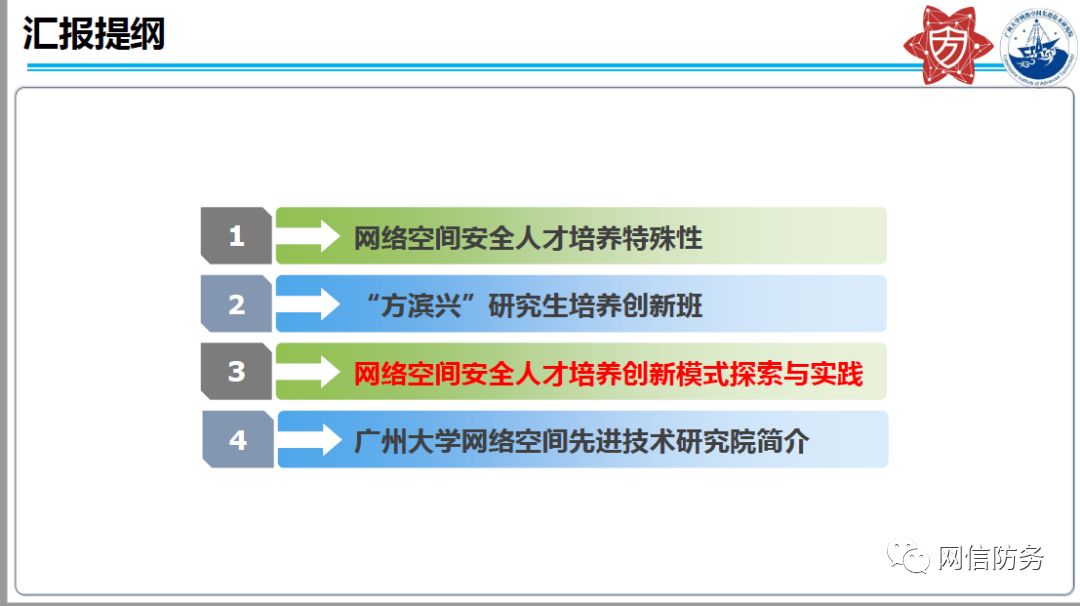 汇报提纲
方
1
网络空间安全人才培养特殊性
2
“方滨兴”研究生培养创新班
3
网络空间安全人才培养创新模式探索与实践
4
广州大学网络空间先进技术研究院简介
网信防务